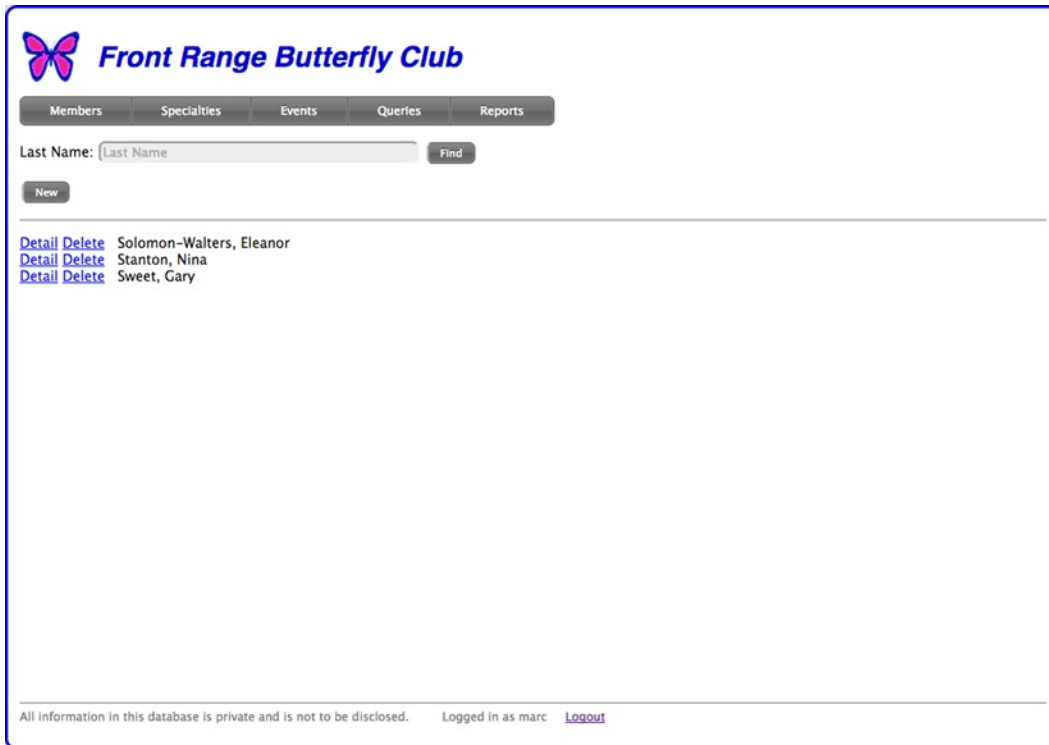 Front Range Butterfly Club
Members Specialties Events Queries Reports
Last Name: Last Name Find
New
Detail Delete Solomon-Walters, Eleanor
Detail Delete Stanton, Nina
Detail Delete Sweet, Gary
All information in this database is private and is not to be disclosed. Logged in as marc Logout